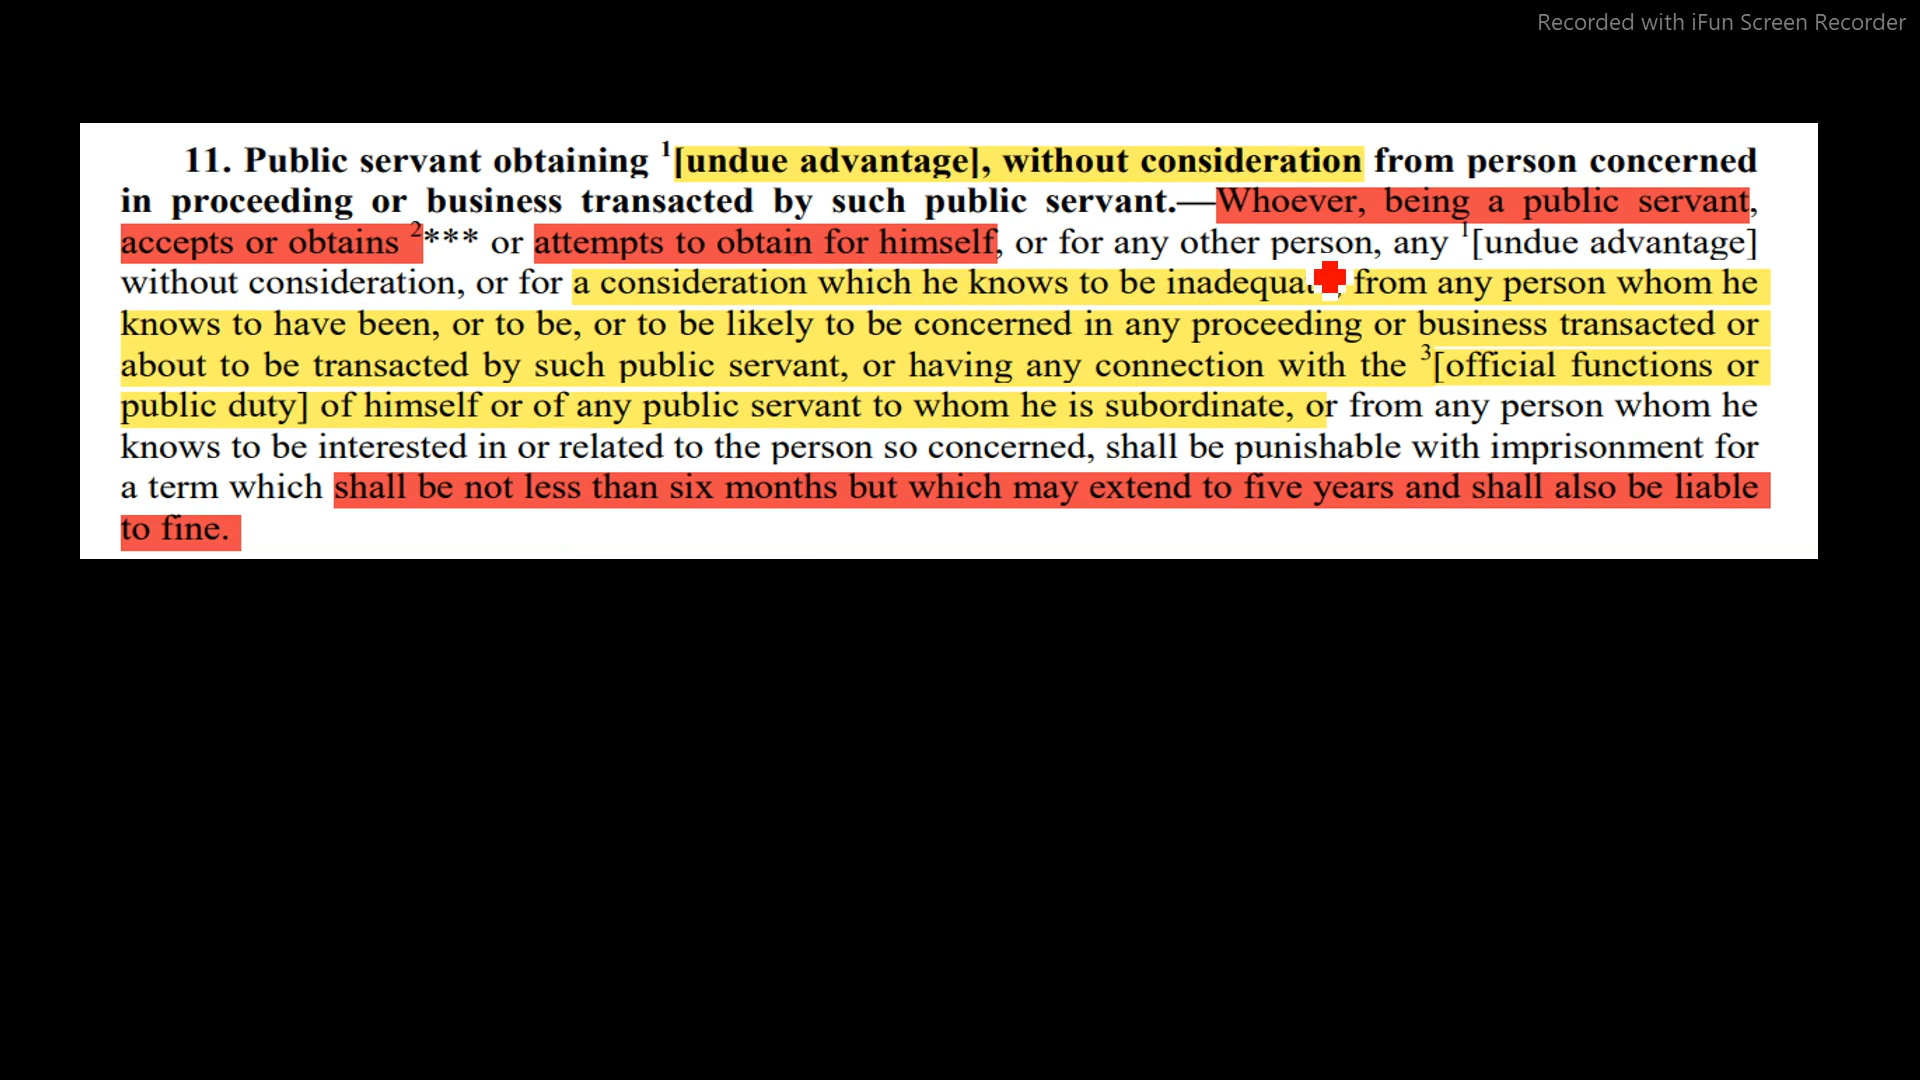 Recorded with iFun Screen Recorder
11. Public servant obtaining ¹[undue advantage], without consideration from person concerned
in proceeding or business transacted by such public servant.—Whoever, being a public servant,
accepts or obtains ²*** or attempts to obtain for himself, or for any other person, any ¹[undue advantage]
without consideration, or for a consideration which he knows to be from any person whom he
knows to have been, or to be, or to be likely to be concerned in any proceeding or business transacted or
about to be transacted by such public servant, or having any connection with the ³[official functions or
public duty] of himself or of any public servant to whom he is subordinate, or from any person whom he
knows to be interested in or related to the person so concerned, shall be punishable with imprisonment for
a term which shall be not less than six months but which may extend to five years and shall also be liable
to fine.